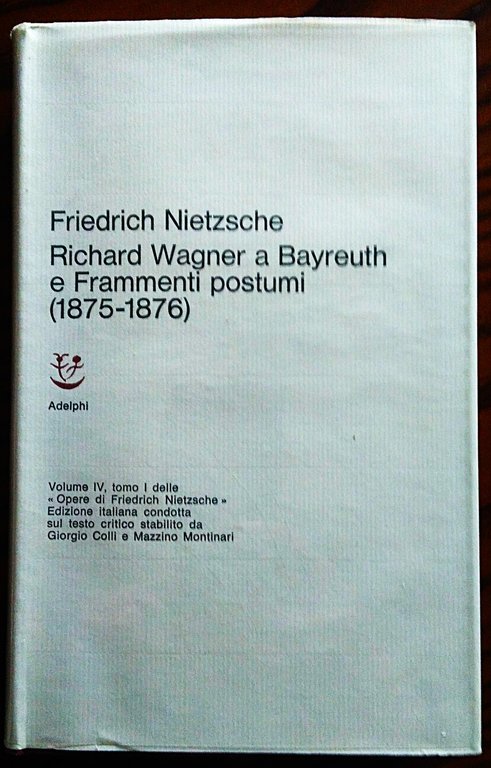 Friedrich Nietzsche
Richard Wagner a Bayreuth
e Frammenti postumi
(1875-1876)
Adelphi
Volume IV, tomo I delle
« Opere di Friedrich Nietzsche »
Edizione italiana condotta
sul testo critico stabilito da
Giorgio Colli e Mazzino Montinari